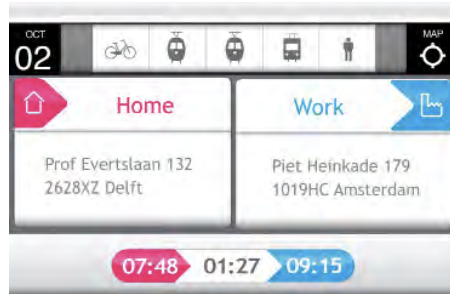 OCT
02
MAP
Home
Work
Prof Evertslaan 132
2628XZ Delft
Piet Heinkade 179
1019HC Amsterdam
07:48 01:27 09:15